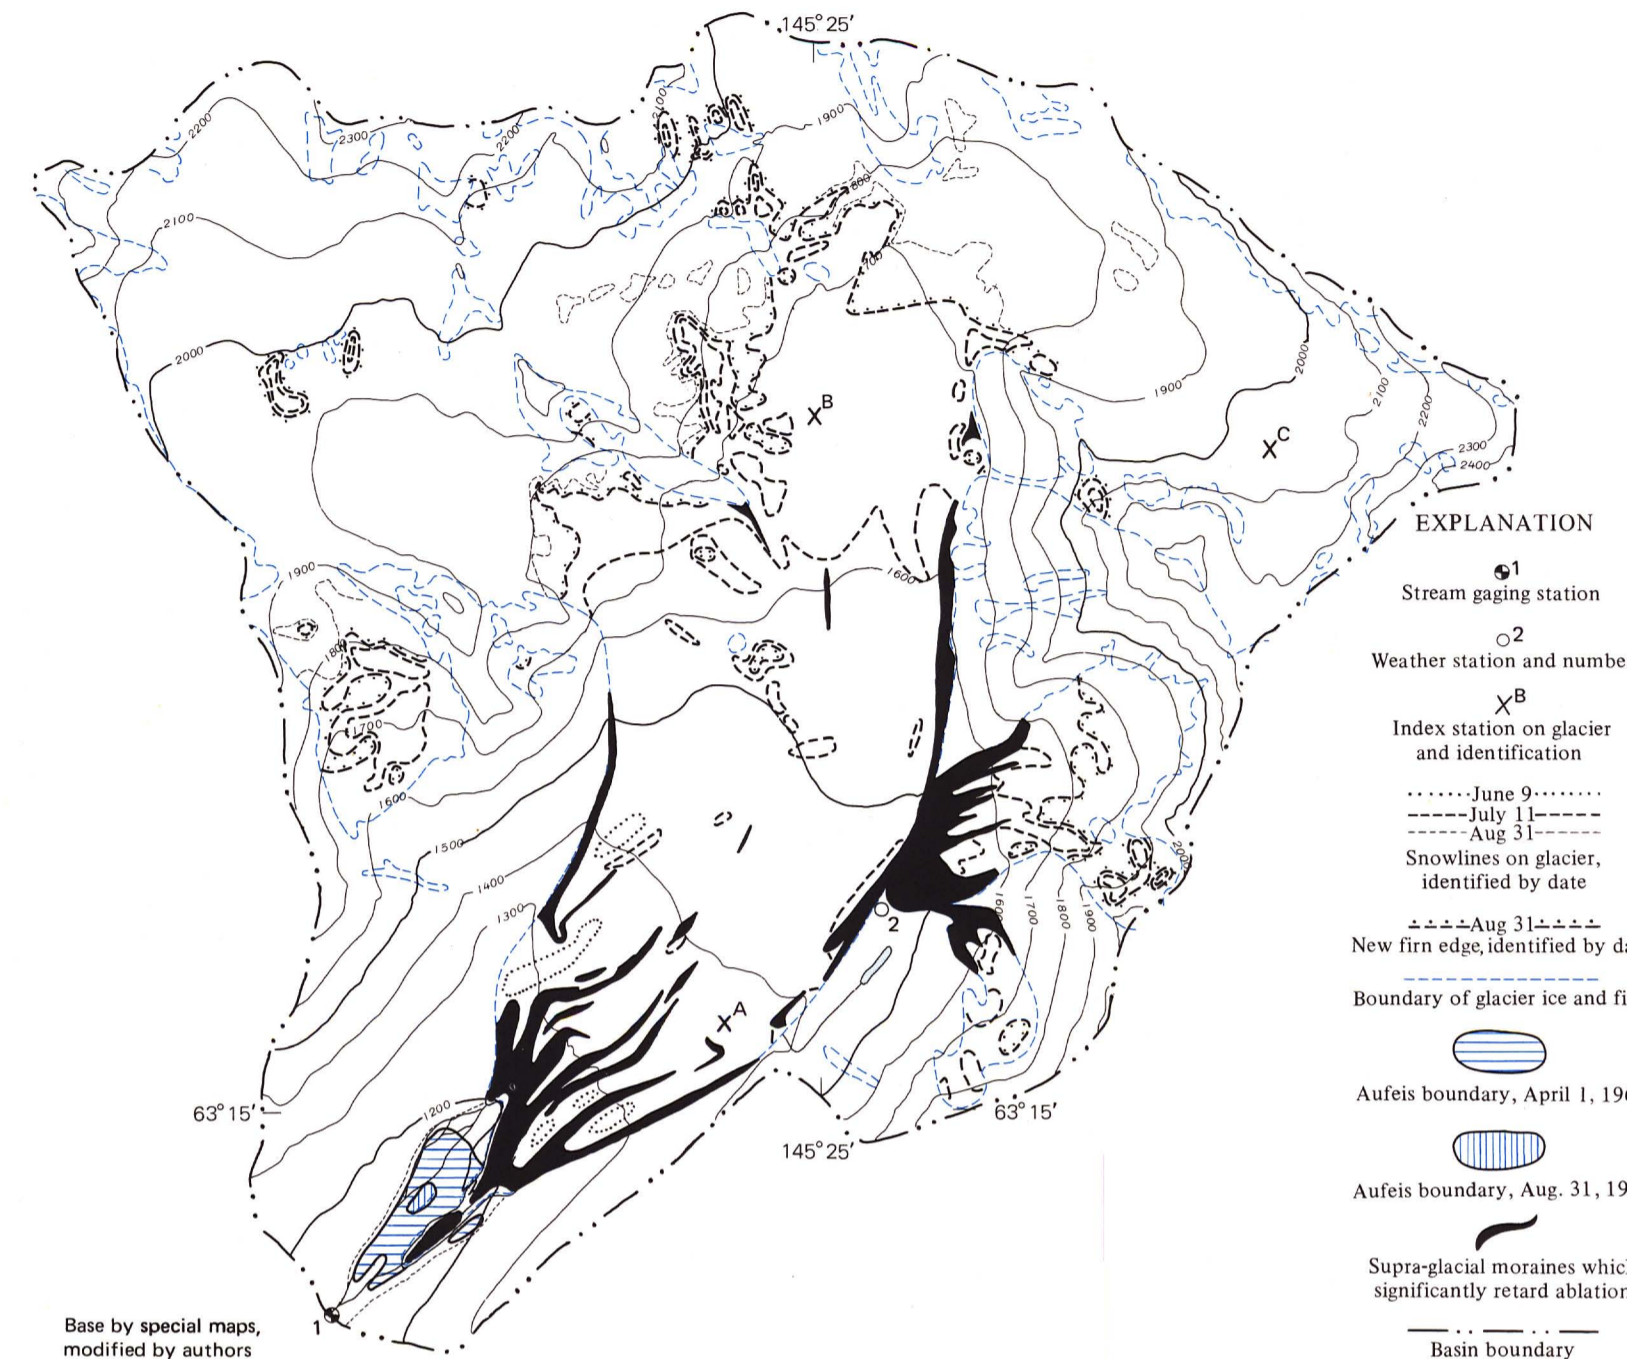 145° 25′
2200
2300
2200
2100
1900
1800
2100
700
2000
2000
1900
2100
2200
2300
2400
B
C
1900
1600
1800
1700
1600
1500
1400
1300
2
2000
1600
1700
1800
1900
A
63° 15′
1200
63° 15′
145° 25′
1
Base by special maps,
modified by authors
EXPLANATION
1
Stream gaging station
2
Weather station and numbe
B
Index station on glacier
and identification
June 9
July 11
Aug 31
Snowlines on glacier,
identified by date
Aug 31
New firn edge, identified by da
Boundary of glacier ice and fi
Aufeis boundary, April 1, 19
Aufeis boundary, Aug. 31, 19
Supra-glacial moraines whic
significantly retard ablation
Basin boundary